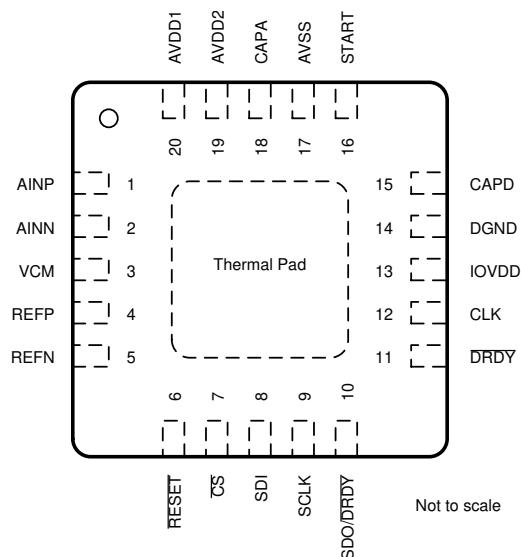 AVDD1
AVDD2
CAPA
AVSS
START
20
19
18
17
16
AINP 1
AINN 2
VCM 3
REFP 4
REFN 5
Thermal Pad
15 CAPD
14 DGND
13 IOVDD
12 CLK
11 DRDY
6
7
8
9
10
RESET
CS
SDI
SCLK
SDO/DRDY
Not to scale